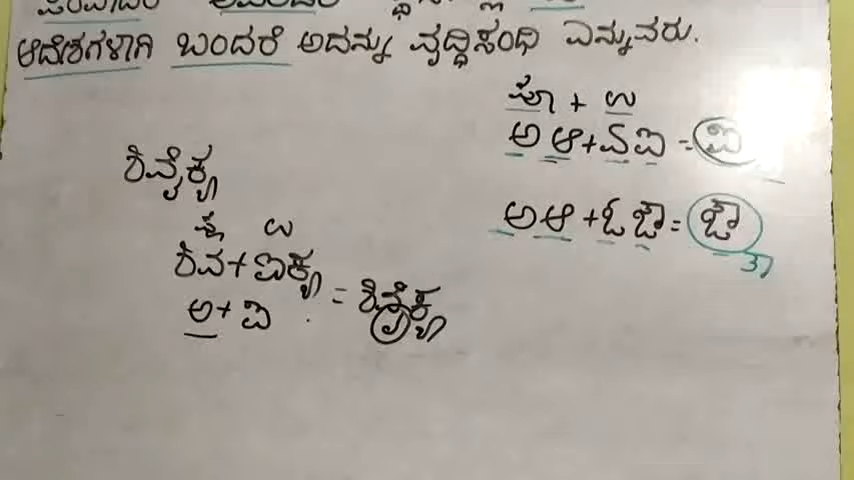 ಆದೇಶಗಳಾಗಿ ಬಂದರೆ ಅದನ್ನು ವೃದ್ಧಿಸಂಧಿ ಎನ್ನುವರು.
ಪೂ + ಉ
ಅ ಆ + ಏ ಐ = ಐ
ಶಿವೈಕ್ಯ
ಅ ಆ + ಓ ಔ = ಔ
ಪೂ ಉ
ಶಿವ + ಐಕ್ಯ = ಶಿವೈಕ್ಯ
ಅ + ಐ